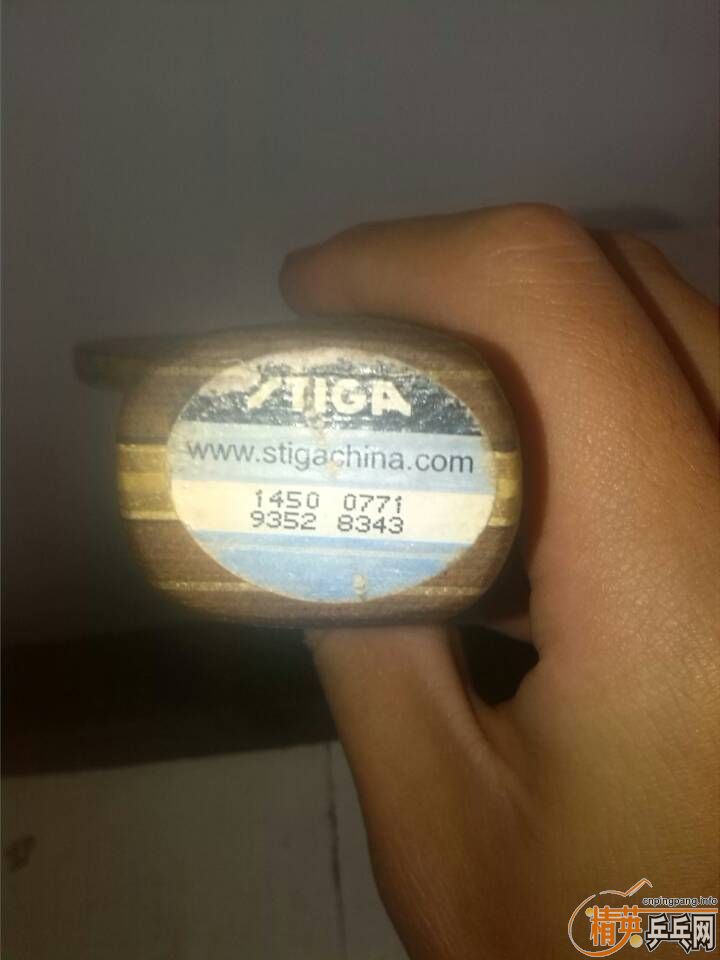 STIGA
www.stigachina.com
1450 0771
9352 8343
cnpingpang.info
精英乒乓网